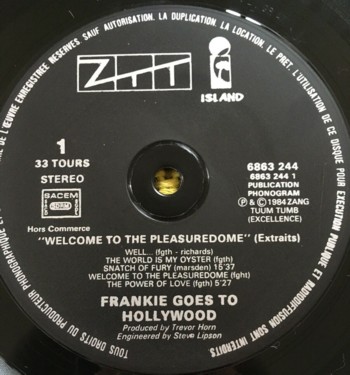 TOUS DROITS DU PRODUCTEUR PHONOGRAPHIQUE ET DE L'ŒUVRE ENREGISTREE RESERVES, SAUF AUTORISATION. LA DUPLICATION, LA LOCATION, LE PRET, L'UTILISATION DE CE DISQUE POUR EXECUTION PUBLIQUE ET RADIODIFFUSION SONT INTERDITS
ZTT
ISLAND
1
33 TOURS
STEREO
SACEM
Hors Commerce
6863 244
6863 244 1
PUBLICATION
PHONOGRAM
℗ & © 1984 ZANG
TUUM TUMB
(EXCELLENCE)
"WELCOME TO THE PLEASUREDOME" (Extraits)
WELL... (fgth - richards)
THE WORLD IS MY OYSTER (fgth)
SNATCH OF FURY (marsden) 15'37
WELCOME TO THE PLEASUREDOME (fght)
THE POWER OF LOVE (fgth) 5'27
FRANKIE GOES TO
HOLLYWOOD
Produced by Trevor Horn
Engineered by Steve Lipson